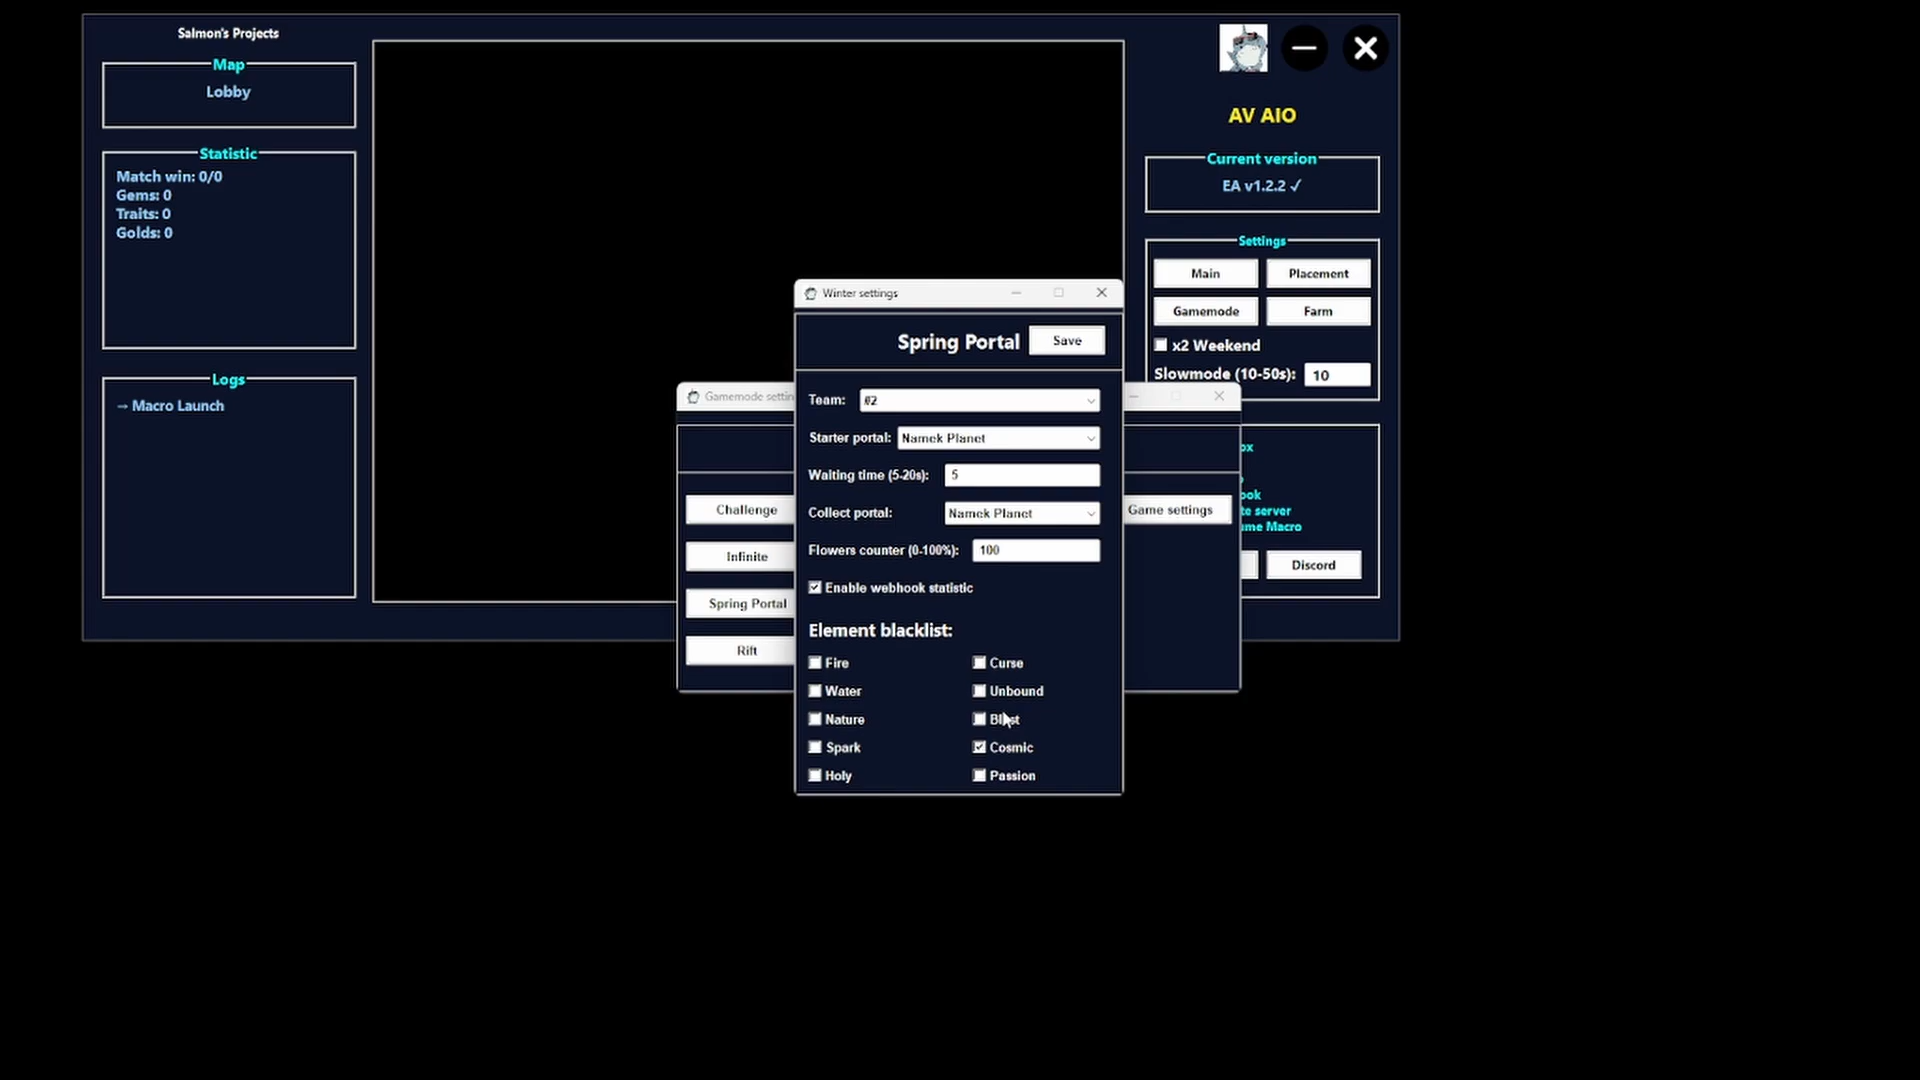 Salmon's Projects
Map
Lobby
Statistic
Match win: 0/0
Gems: 0
Traits: 0
Golds: 0
Logs
→ Macro Launch
AV AIO
Current version
EA v1.2.2 ✓
Settings
Main Placement
Gamemode Farm
x2 Weekend
Slowmode (10-50s): 10
Discord
Challenge
Infinite
Spring Portal
Rift
Game settings
Winter settings
Spring Portal Save
Team: #2
Starter portal: Namek Planet
Waiting time (5-20s): 5
Collect portal: Namek Planet
Flowers counter (0-100%): 100
Enable webhook statistic
Element blacklist:
Fire Curse
Water Unbound
Nature Blast
Spark Cosmic
Holy Passion